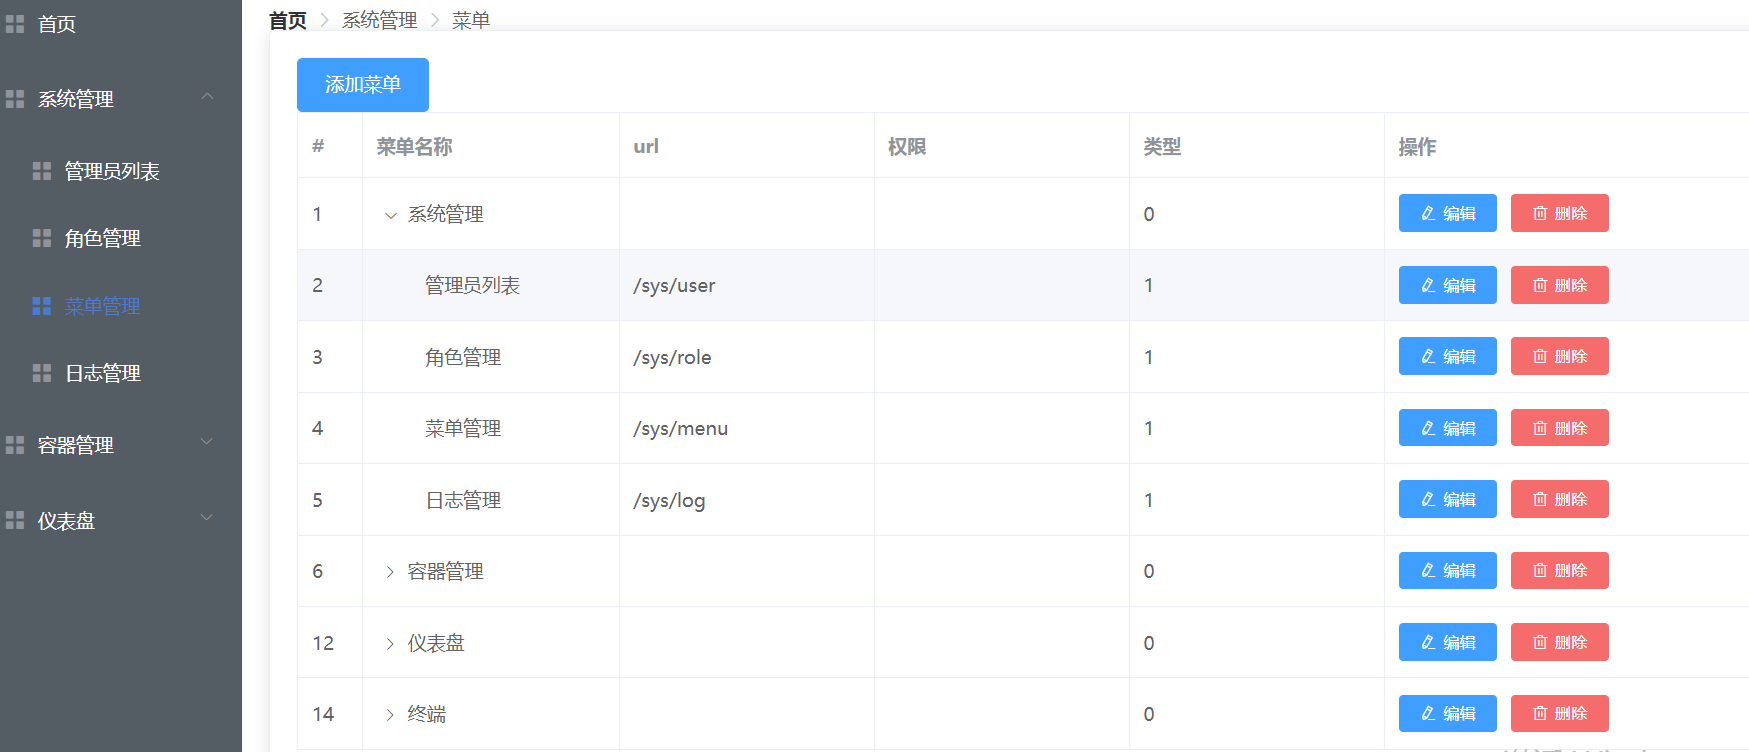 首页
系统管理
管理员列表
角色管理
菜单管理
日志管理
容器管理
仪表盘
首页 系统管理 菜单
添加菜单
# 菜单名称 url 权限 类型 操作
1 系统管理 0 编辑 删除
2 管理员列表 /sys/user 1 编辑 删除
3 角色管理 /sys/role 1 编辑 删除
4 菜单管理 /sys/menu 1 编辑 删除
5 日志管理 /sys/log 1 编辑 删除
6 容器管理 0 编辑 删除
12 仪表盘 0 编辑 删除
14 终端 0 编辑 删除